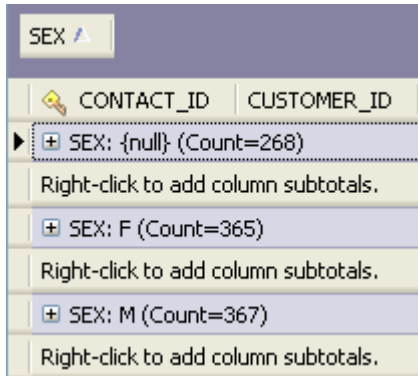 SEX
CONTACT_ID CUSTOMER_ID
SEX: {null} (Count=268)
Right-click to add column subtotals.
SEX: F (Count=365)
Right-click to add column subtotals.
SEX: M (Count=367)
Right-click to add column subtotals.